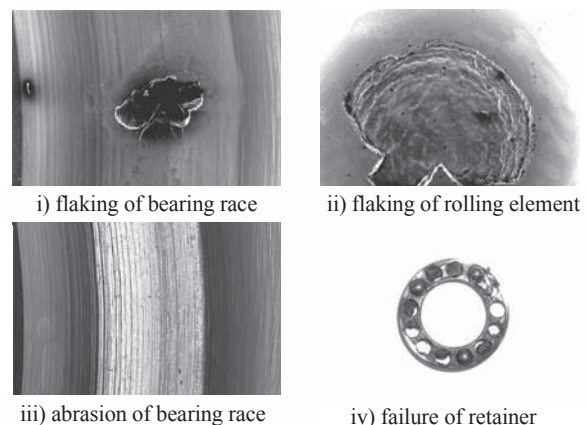 i) flaking of bearing race
ii) flaking of rolling element
iii) abrasion of bearing race
iv) failure of retainer